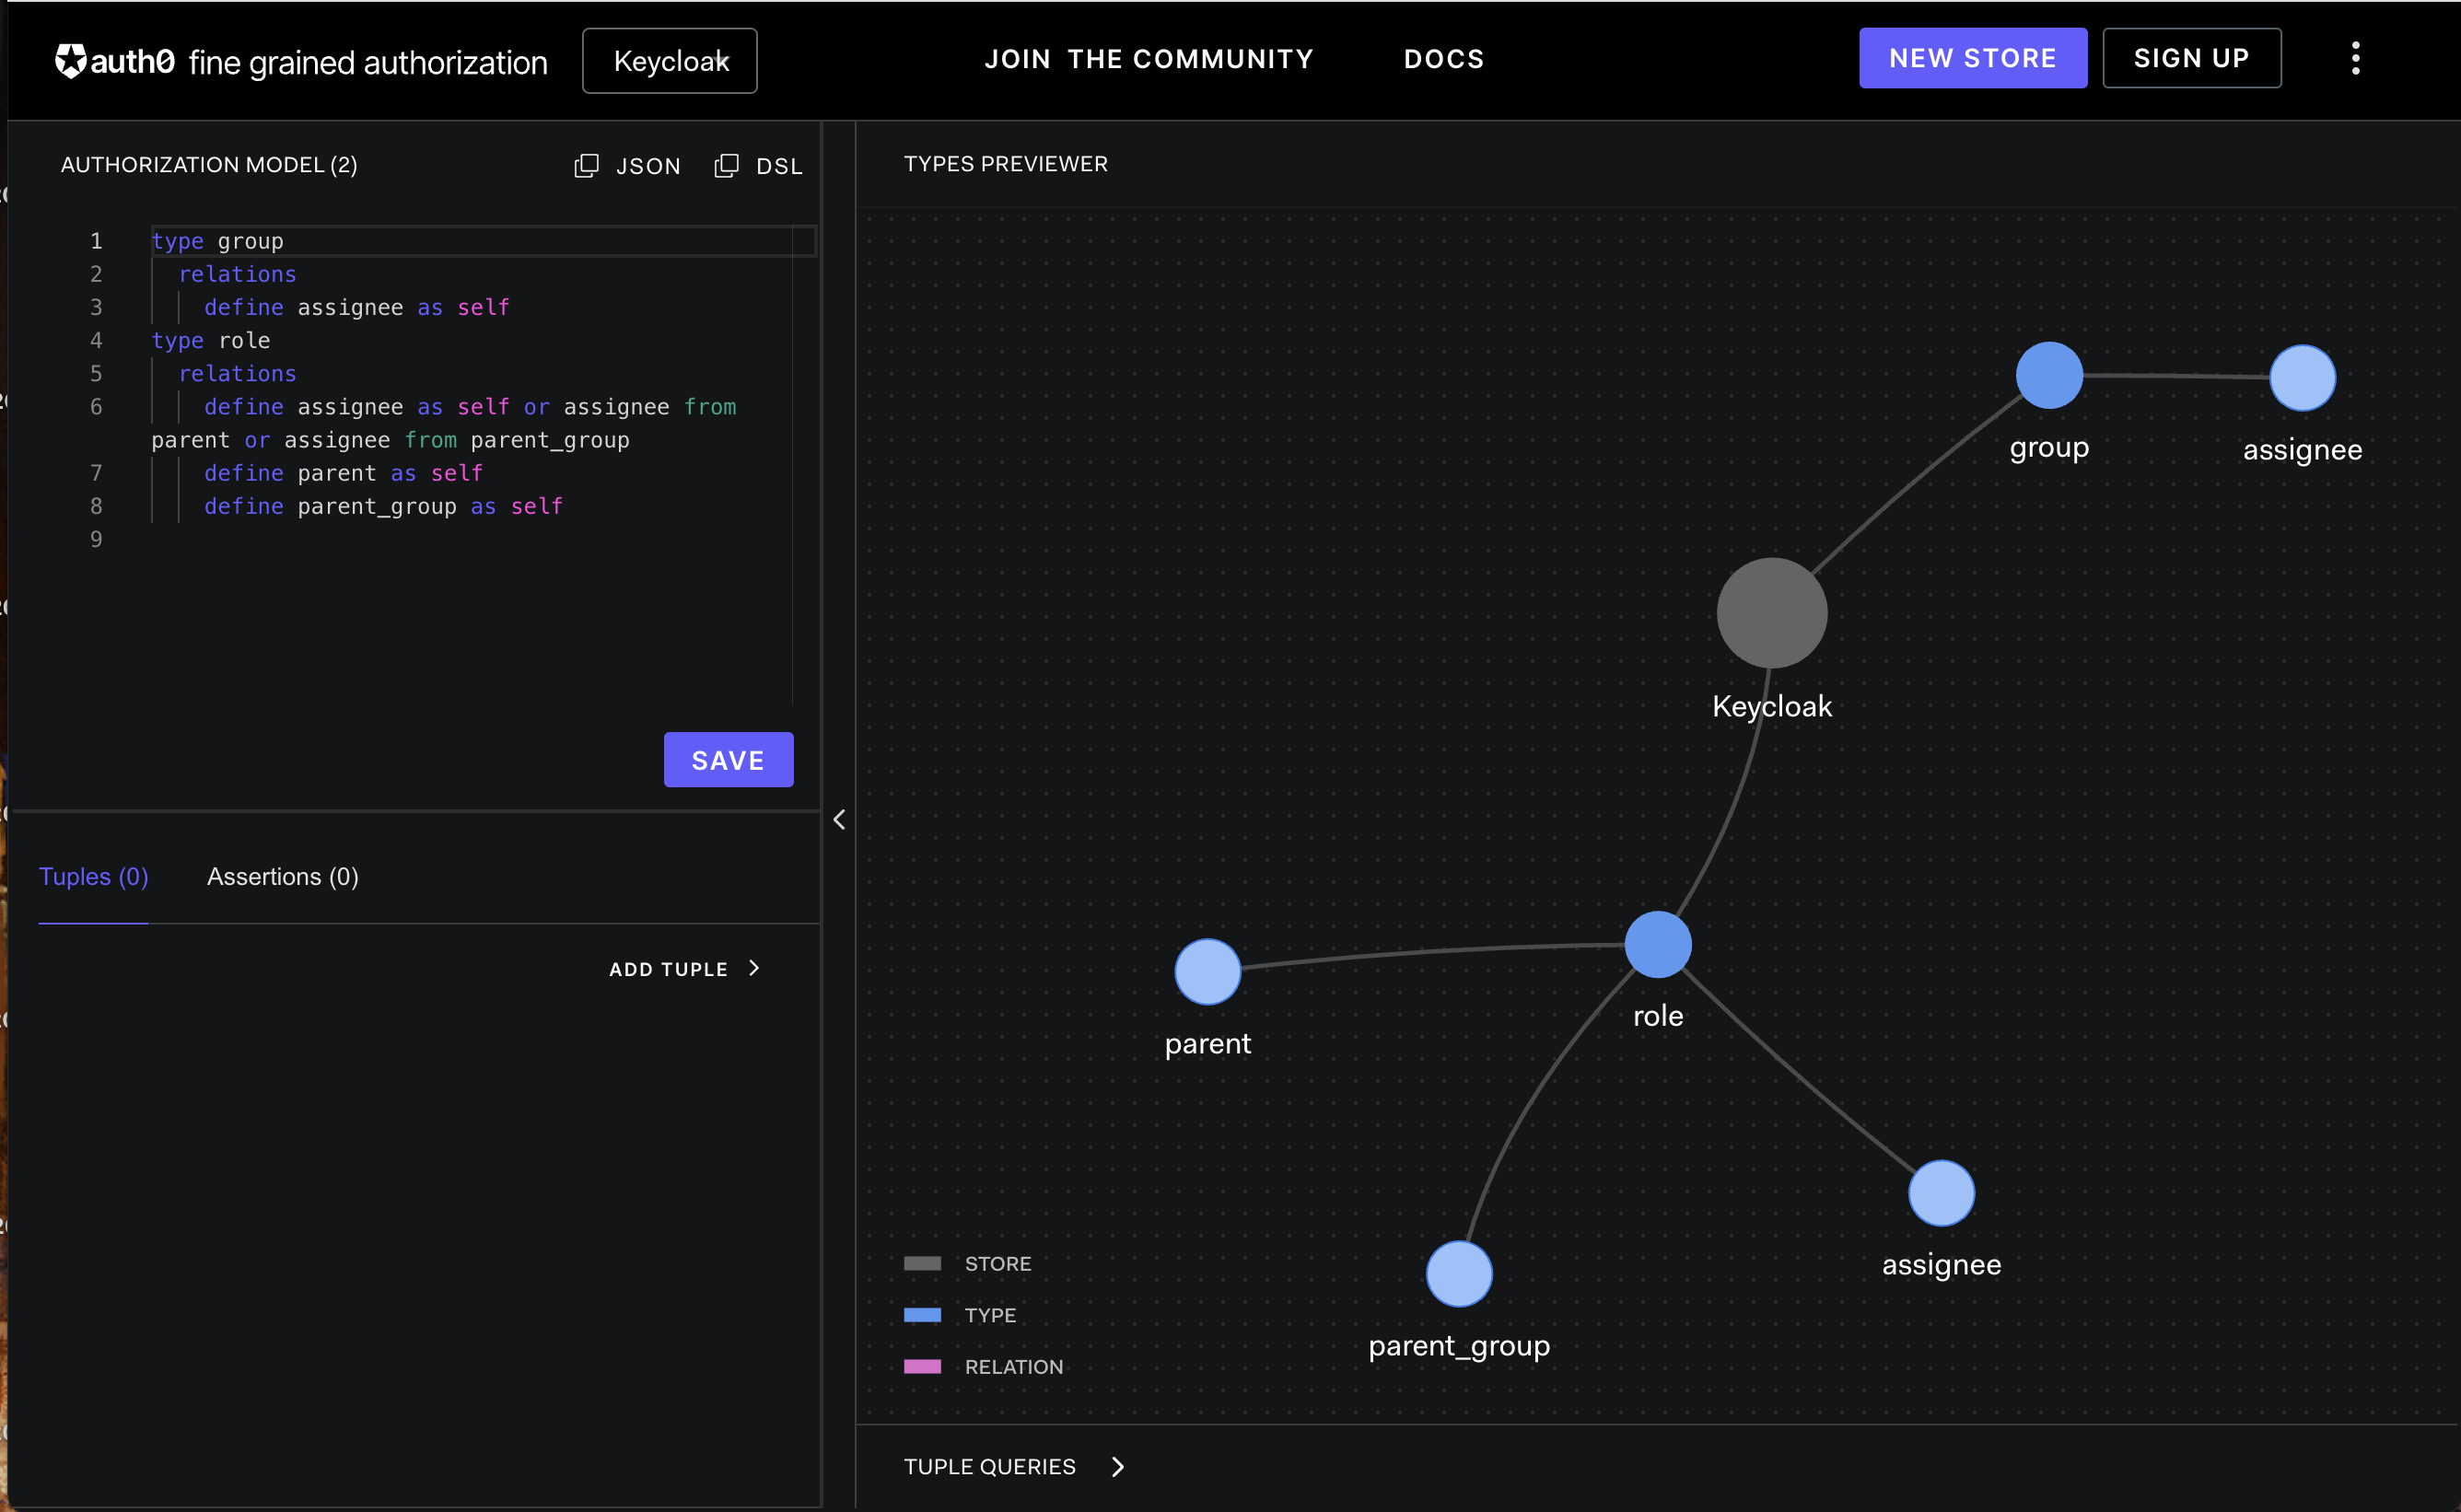 auth0 fine grained authorization
Keycloak
JOIN THE COMMUNITY
DOCS
NEW STORE
SIGN UP
AUTHORIZATION MODEL (2)
JSON
DSL
1 type group
2 relations
3 define assignee as self
4 type role
5 relations
6 define assignee as self or assignee from
parent or assignee from parent_group
7 define parent as self
8 define parent_group as self
9
SAVE
Tuples (0)
Assertions (0)
ADD TUPLE
TYPES PREVIEWER
group
assignee
Keycloak
role
parent
assignee
parent_group
STORE
TYPE
RELATION
TUPLE QUERIES